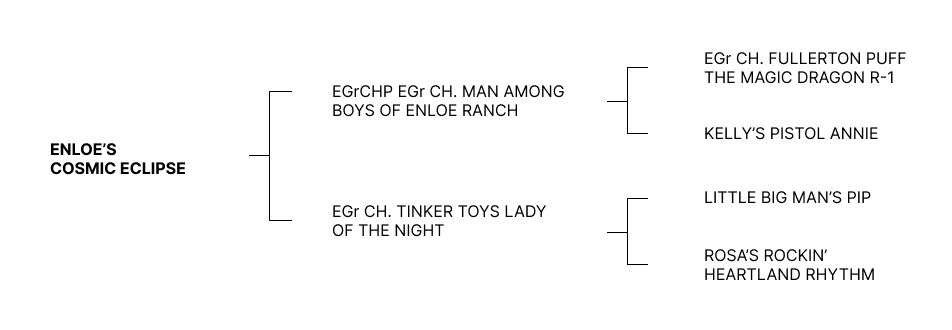 EGr CH. FULLERTON PUFF
THE MAGIC DRAGON R-1
EGrCHP EGr CH. MAN AMONG
BOYS OF ENLOE RANCH
KELLY’S PISTOL ANNIE
ENLOE’S
COSMIC ECLIPSE
LITTLE BIG MAN’S PIP
EGr CH. TINKER TOYS LADY
OF THE NIGHT
ROSA’S ROCKIN’
HEARTLAND RHYTHM